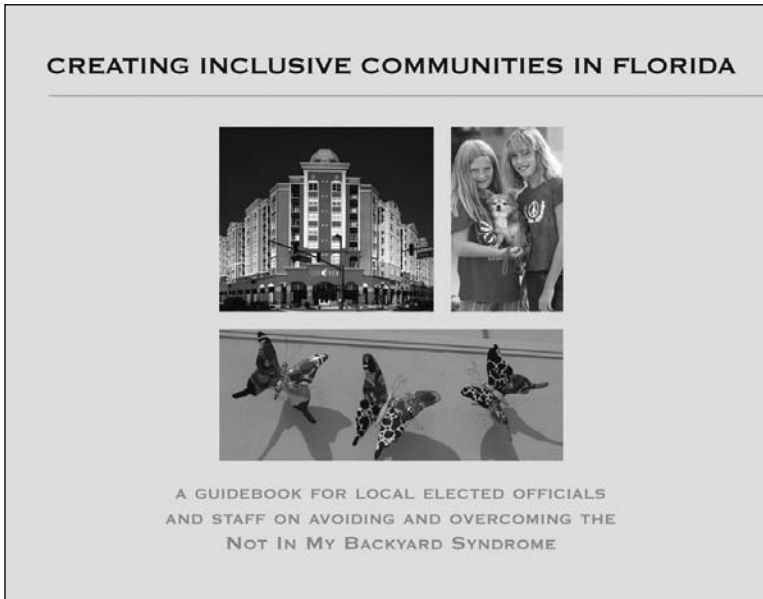 CREATING INCLUSIVE COMMUNITIES IN FLORIDA
A GUIDEBOOK FOR LOCAL ELECTED OFFICIALS
AND STAFF ON AVOIDING AND OVERCOMING THE
NOT IN MY BACKYARD SYNDROME